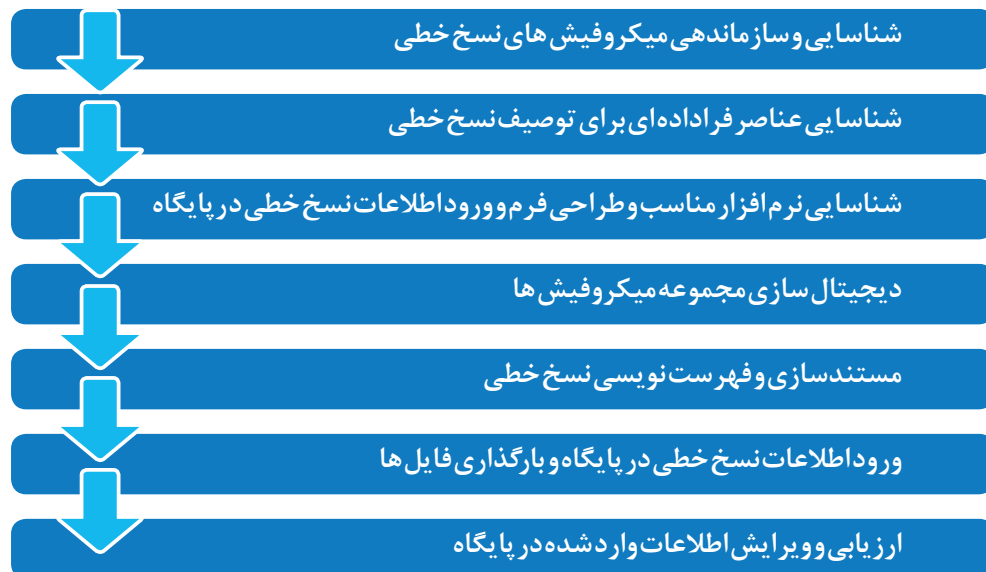 شناسایی و سازماندهی میکروفیش های نسخ خطی
شناسایی عناصر فراداده‌ای برای توصیف نسخ خطی
شناسایی نرم افزار مناسب و طراحی فرم و ورود اطلاعات نسخ خطی در پایگاه
دیجیتال سازی مجموعه میکروفیش ها
مستندسازی و فهرست نویسی نسخ خطی
ورود اطلاعات نسخ خطی در پایگاه و بارگذاری فایل ها
ارزیابی و ویرایش اطلاعات وارد شده در پایگاه